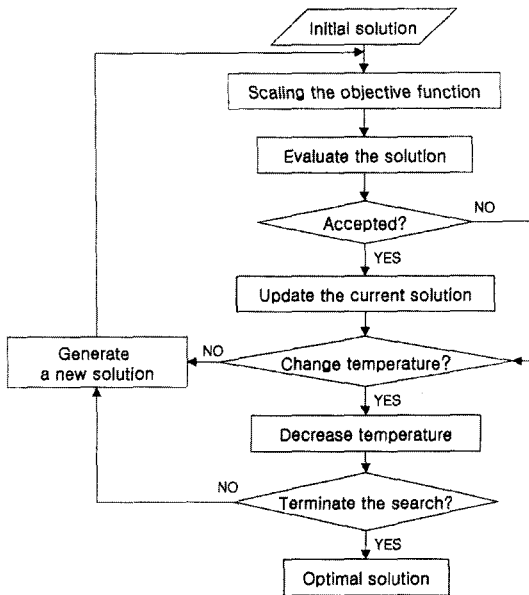 Initial solution
Scaling the objective function
Evaluate the solution
Accepted?
NO
YES
Update the current solution
Generate
a new solution
NO
Change temperature?
YES
Decrease temperature
NO
Terminate the search?
YES
Optimal solution